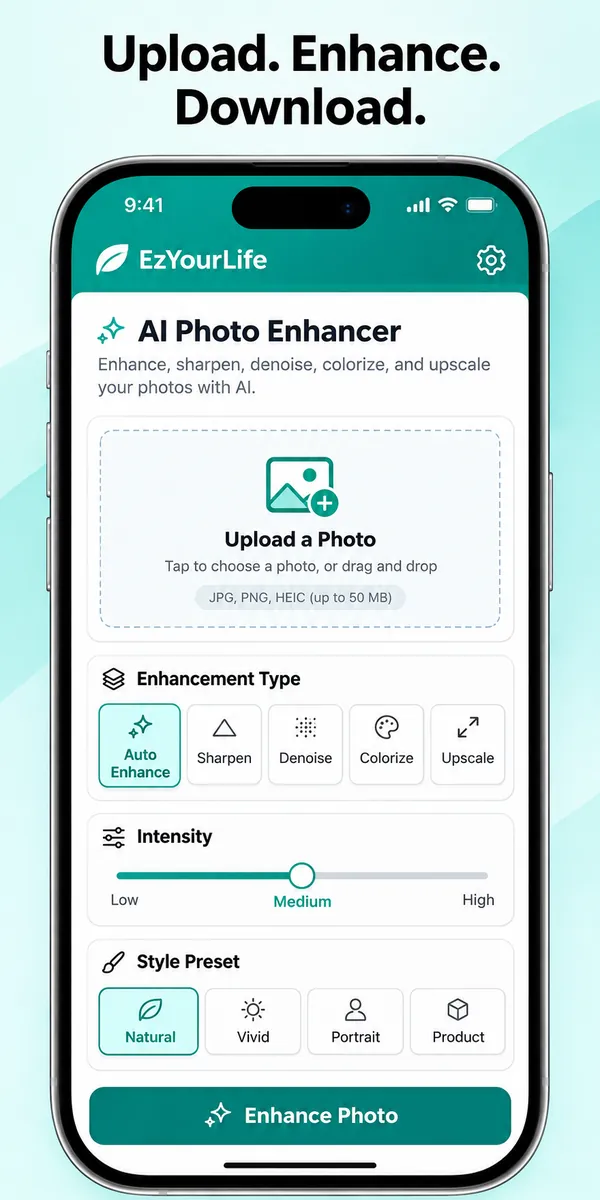 Upload. Enhance.
Download.
9:41
EzYourLife
AI Photo Enhancer
Enhance, sharpen, denoise, colorize, and upscale
your photos with AI.
Upload a Photo
Tap to choose a photo, or drag and drop
JPG, PNG, HEIC (up to 50 MB)
Enhancement Type
Auto
Enhance
Sharpen
Denoise
Colorize
Upscale
Intensity
Low
Medium
High
Style Preset
Natural
Vivid
Portrait
Product
Enhance Photo